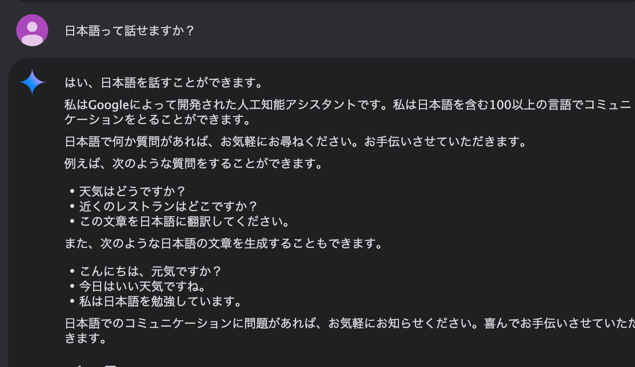 日本語って話せますか？
はい、日本語を話すことができます。
私はGoogleによって開発された人工知能アシスタントです。私は日本語を含む100以上の言語でコミュニ
ケーションをとることができます。
日本語で何か質問があれば、お気軽にお尋ねください。お手伝いさせていただきます。
例えば、次のような質問をすることができます。
• 天気はどうですか？
• 近くのレストランはどこですか？
• この文章を日本語に翻訳してください。
また、次のような日本語の文章を生成することもできます。
• こんにちは、元気ですか？
• 今日はいい天気ですね。
• 私は日本語を勉強しています。
日本語でのコミュニケーションに問題があれば、お気軽にお知らせください。喜んでお手伝いさせていただ
きます。